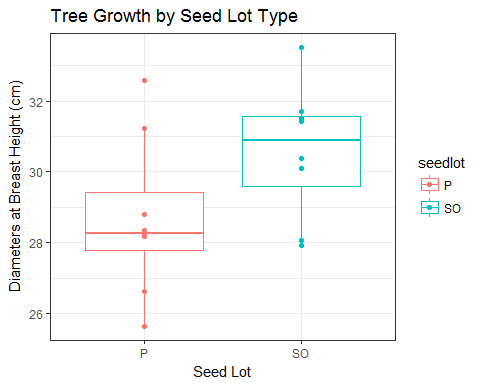 Tree Growth by Seed Lot Type
Diameters at Breast Height (cm)
32
30
28
26
P
SO
Seed Lot
seedlot
P
SO